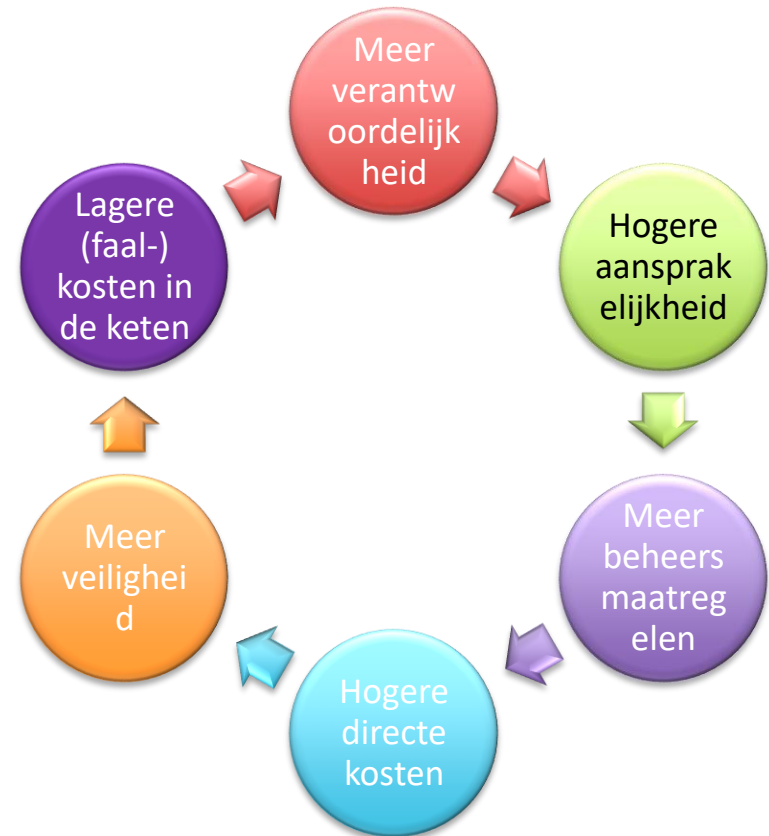 Meer
verantw
oordelijk
heid
Hogere
aansprak
elijkheid
Meer
beheers
maatreg
elen
Hogere
directe
kosten
Meer
veilighei
d
Lagere
(faal-)
kosten in
de keten